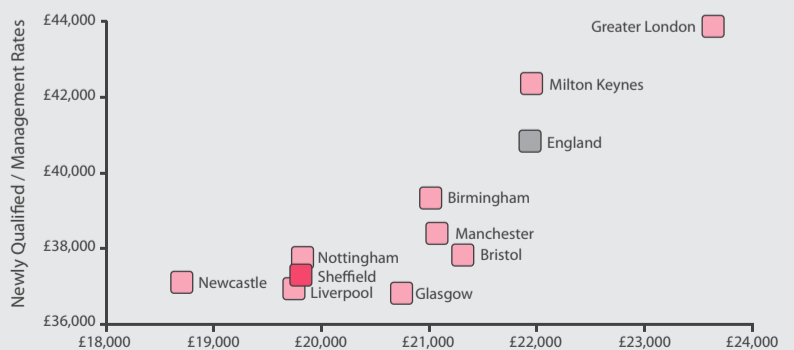 £44,000
Greater London
Milton Keynes
£42,000
England
£40,000
Birmingham
Manchester
Bristol
£38,000
Nottingham
Sheffield
Newcastle
Liverpool
Glasgow
£36,000
Newly Qualified / Management Rates
£18,000 £19,000 £20,000 £21,000 £22,000 £23,000 £24,000